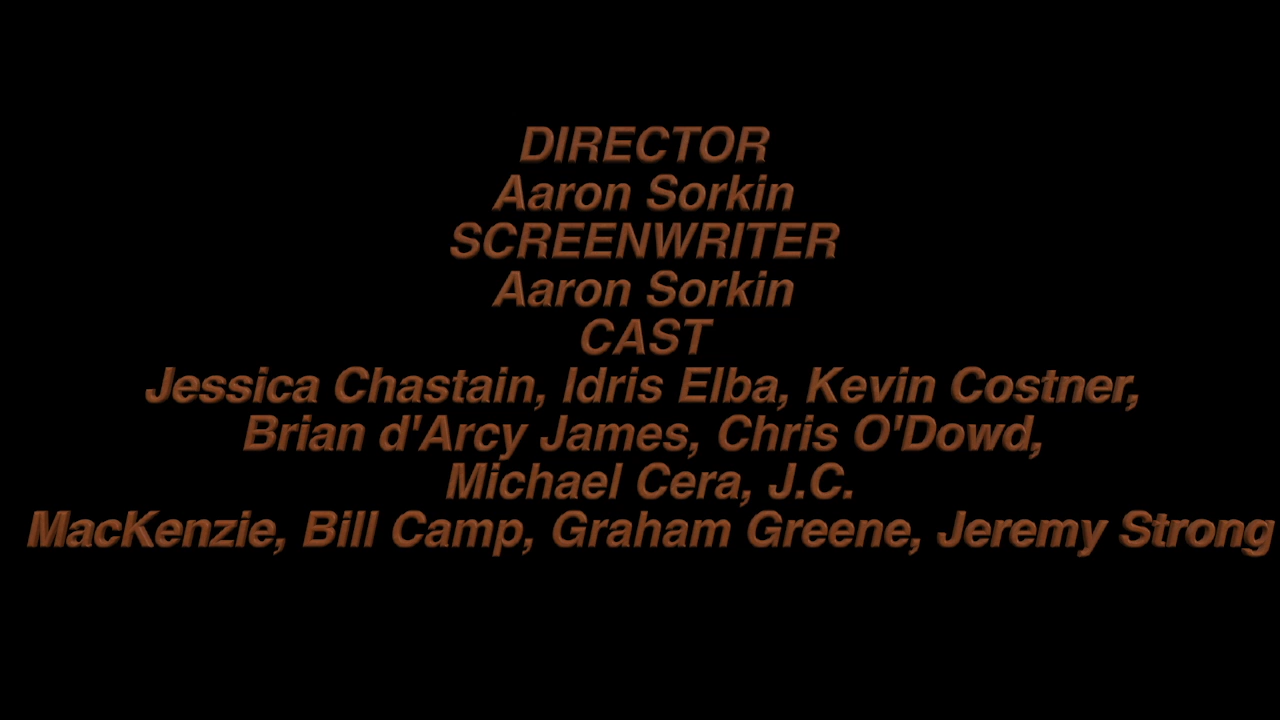 DIRECTOR
Aaron Sorkin
SCREENWRITER
Aaron Sorkin
CAST
Jessica Chastain, Idris Elba, Kevin Costner,
Brian d'Arcy James, Chris O'Dowd,
Michael Cera, J.C.
MacKenzie, Bill Camp, Graham Greene, Jeremy Strong